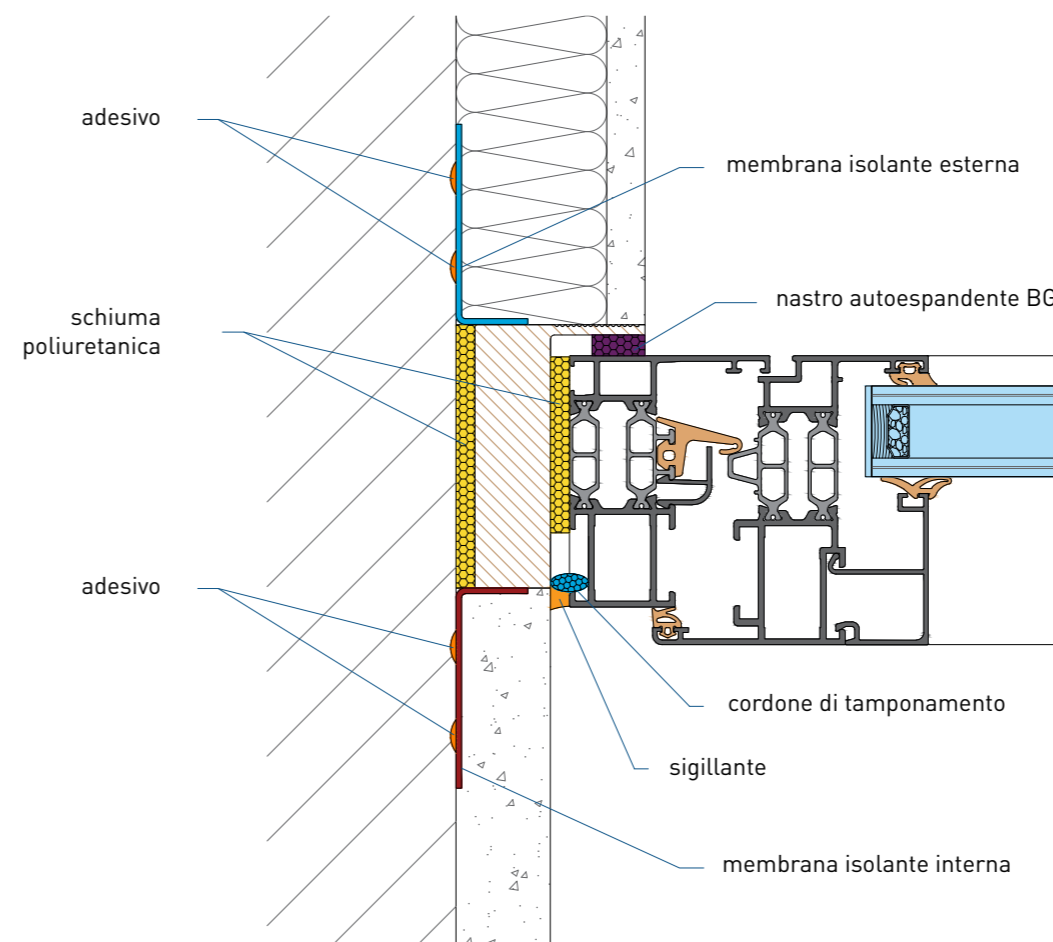 adesivo
membrana isolante esterna
nastro autoespandente BG
schiuma
poliuretanica
adesivo
cordone di tamponamento
sigillante
membrana isolante interna